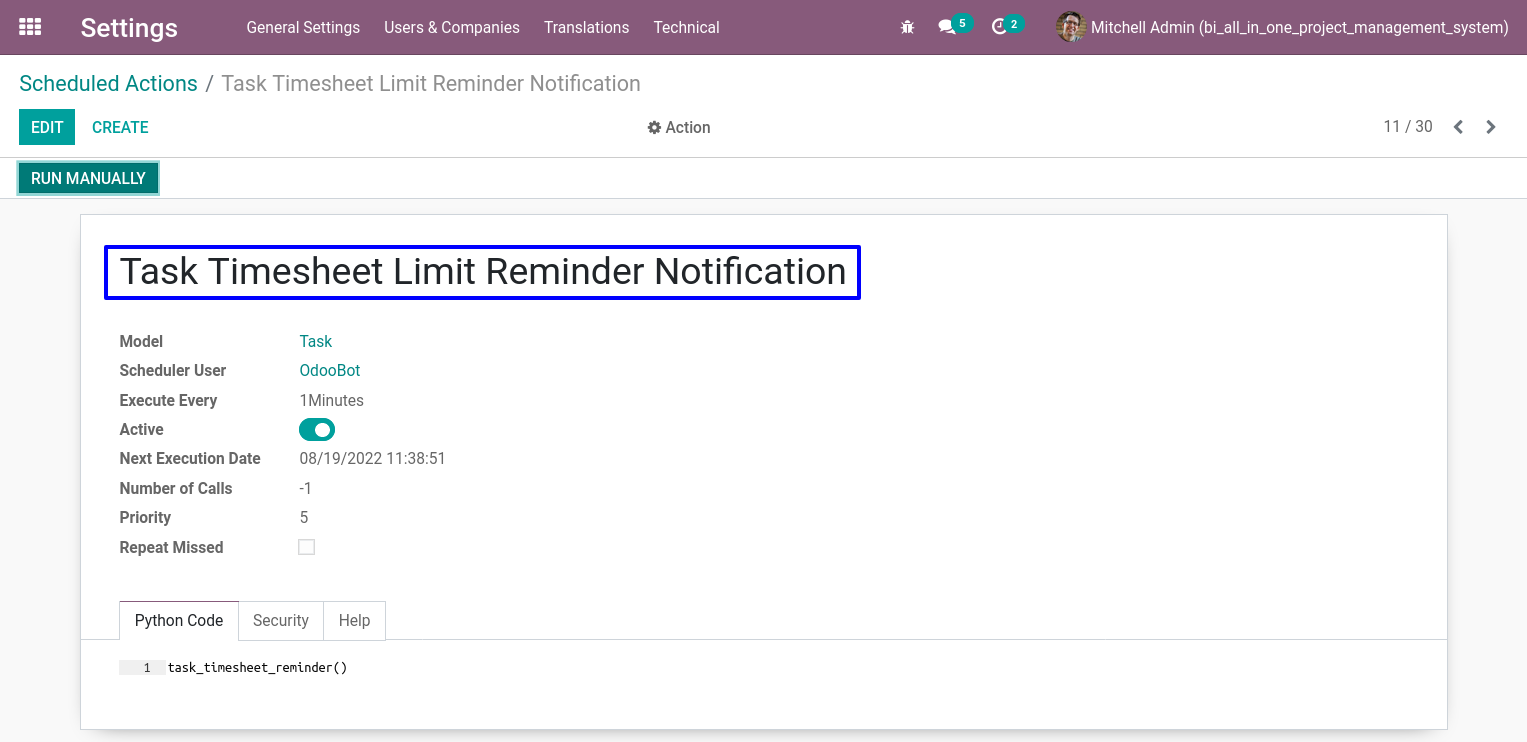 Settings General Settings Users & Companies Translations Technical 5 2 Mitchell Admin (bi_all_in_one_project_management_system)
Scheduled Actions / Task Timesheet Limit Reminder Notification
EDIT CREATE Action 11 / 30
RUN MANUALLY
Task Timesheet Limit Reminder Notification
Model Task
Scheduler User OdooBot
Execute Every 1Minutes
Active
Next Execution Date 08/19/2022 11:38:51
Number of Calls -1
Priority 5
Repeat Missed
Python Code Security Help
1 task_timesheet_reminder()